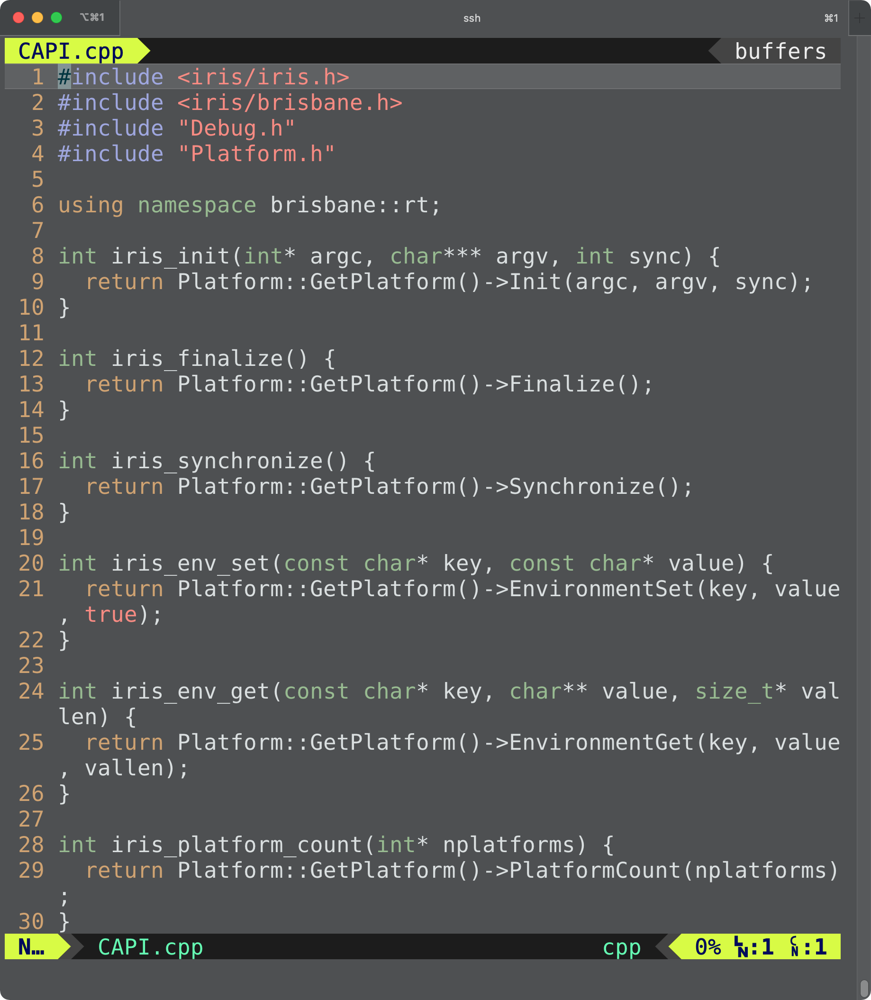 ⌥⌘1 ssh ⌘1 +
CAPI.cpp buffers
1 #include <iris/iris.h>
2 #include <iris/brisbane.h>
3 #include "Debug.h"
4 #include "Platform.h"
5
6 using namespace brisbane::rt;
7
8 int iris_init(int* argc, char*** argv, int sync) {
9   return Platform::GetPlatform()->Init(argc, argv, sync);
10 }
11
12 int iris_finalize() {
13   return Platform::GetPlatform()->Finalize();
14 }
15
16 int iris_synchronize() {
17   return Platform::GetPlatform()->Synchronize();
18 }
19
20 int iris_env_set(const char* key, const char* value) {
21   return Platform::GetPlatform()->EnvironmentSet(key, value
, true);
22 }
23
24 int iris_env_get(const char* key, char** value, size_t* val
len) {
25   return Platform::GetPlatform()->EnvironmentGet(key, value
, vallen);
26 }
27
28 int iris_platform_count(int* nplatforms) {
29   return Platform::GetPlatform()->PlatformCount(nplatforms)
;
30 }
N… CAPI.cpp cpp 0% LN:1 CN:1